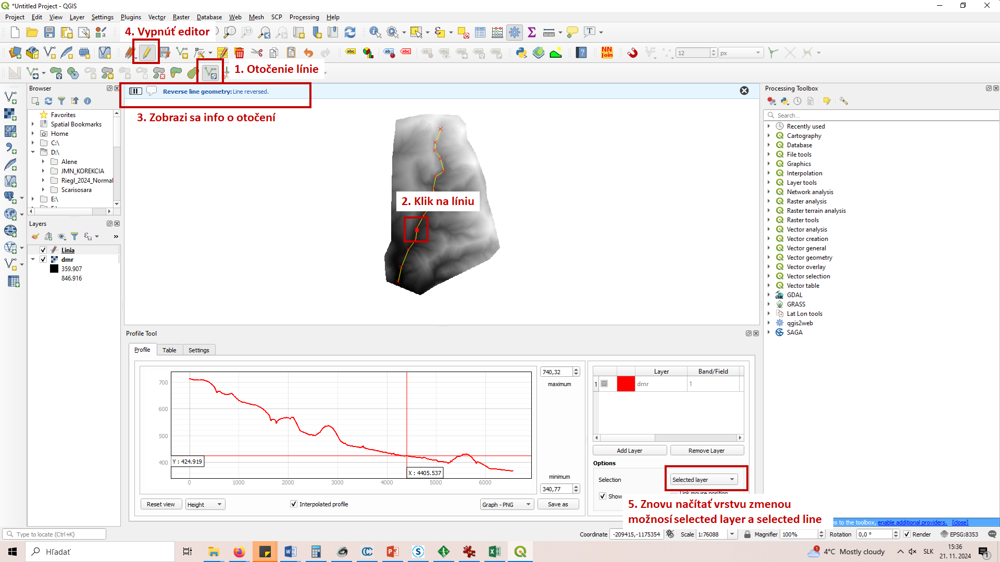 *Untitled Project - QGIS
Project Edit View Layer Settings Plugins Vector Raster Database Web Mesh SCP Processing Help
4. Vypnúť editor
12 px
1. Otočenie línie
Browser
Favorites
Spatial Bookmarks
Home
C:\
D:\
Alene
JMN_KOREKCIA
Riegl_2024_Normal
Scarisosara
E:\
Reverse line geometry: Line reversed.
3. Zobrazi sa info o otočení
2. Klik na líniu
Layers
Linia
dmr
359.907
846.916
Processing Toolbox
Search...
Recently used
Cartography
Database
File tools
Graphics
Interpolation
Layer tools
Network analysis
Raster analysis
Raster terrain analysis
Raster tools
Vector analysis
Vector creation
Vector general
Vector geometry
Vector overlay
Vector selection
Vector table
GDAL
GRASS
Lat Lon tools
qgis2web
SAGA
Profile Tool
Profile Table Settings
700
600
500
400
Y : 424.919
X : 4405.537
0 1000 2000 3000 4000 5000 6000
740,32
maximum
minimum
340,77
Reset view Height Interpolated profile Graph - PNG Save as
Layer Band/Field
1 dmr 1
Add Layer Remove Layer
Options
Selection Selected layer
Show Link mouse position
5. Znovu načítať vrstvu zmenou
možnosí selected layer a selected line
ns to the toolbox, enable additional providers. [close]
Type to locate (Ctrl+K)
Coordinate -209415,-1175354 Scale 1:76088 Magnifier 100% Rotation 0,0 ° Render EPSG:8353
Hľadať
4°C Mostly cloudy SLK
15:36
21. 11. 2024